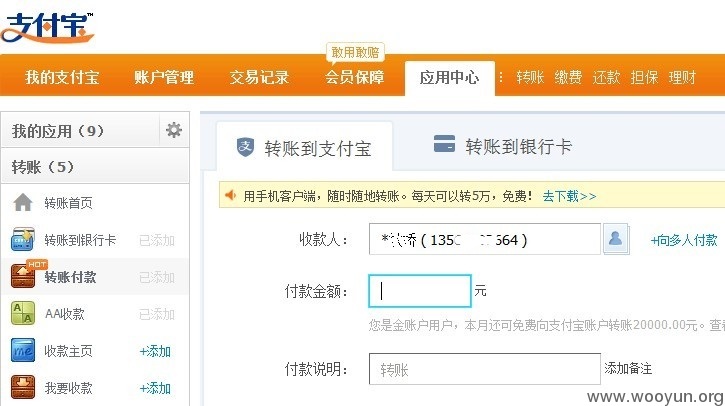 支付宝™
敢用敢赔
我的支付宝 账户管理 交易记录 会员保障 应用中心 转账 缴费 还款 担保 理财
我的应用（9）
转账（5）
转账首页
转账到银行卡 已添加
HOT
转账付款 已添加
AA收款 已添加
me 收款主页 +添加
我要收款 +添加
支 转账到支付宝 转账到银行卡
用手机客户端，随时随地转账。每天可以转5万，免费！ 去下载>>
收款人： 娇 ( 135 564 ) +向多人付款
付款金额： 元
您是金账户用户，本月还可免费向支付宝账户转账20000.00元。查看
付款说明： 转账 添加备注
www.wooyun.org